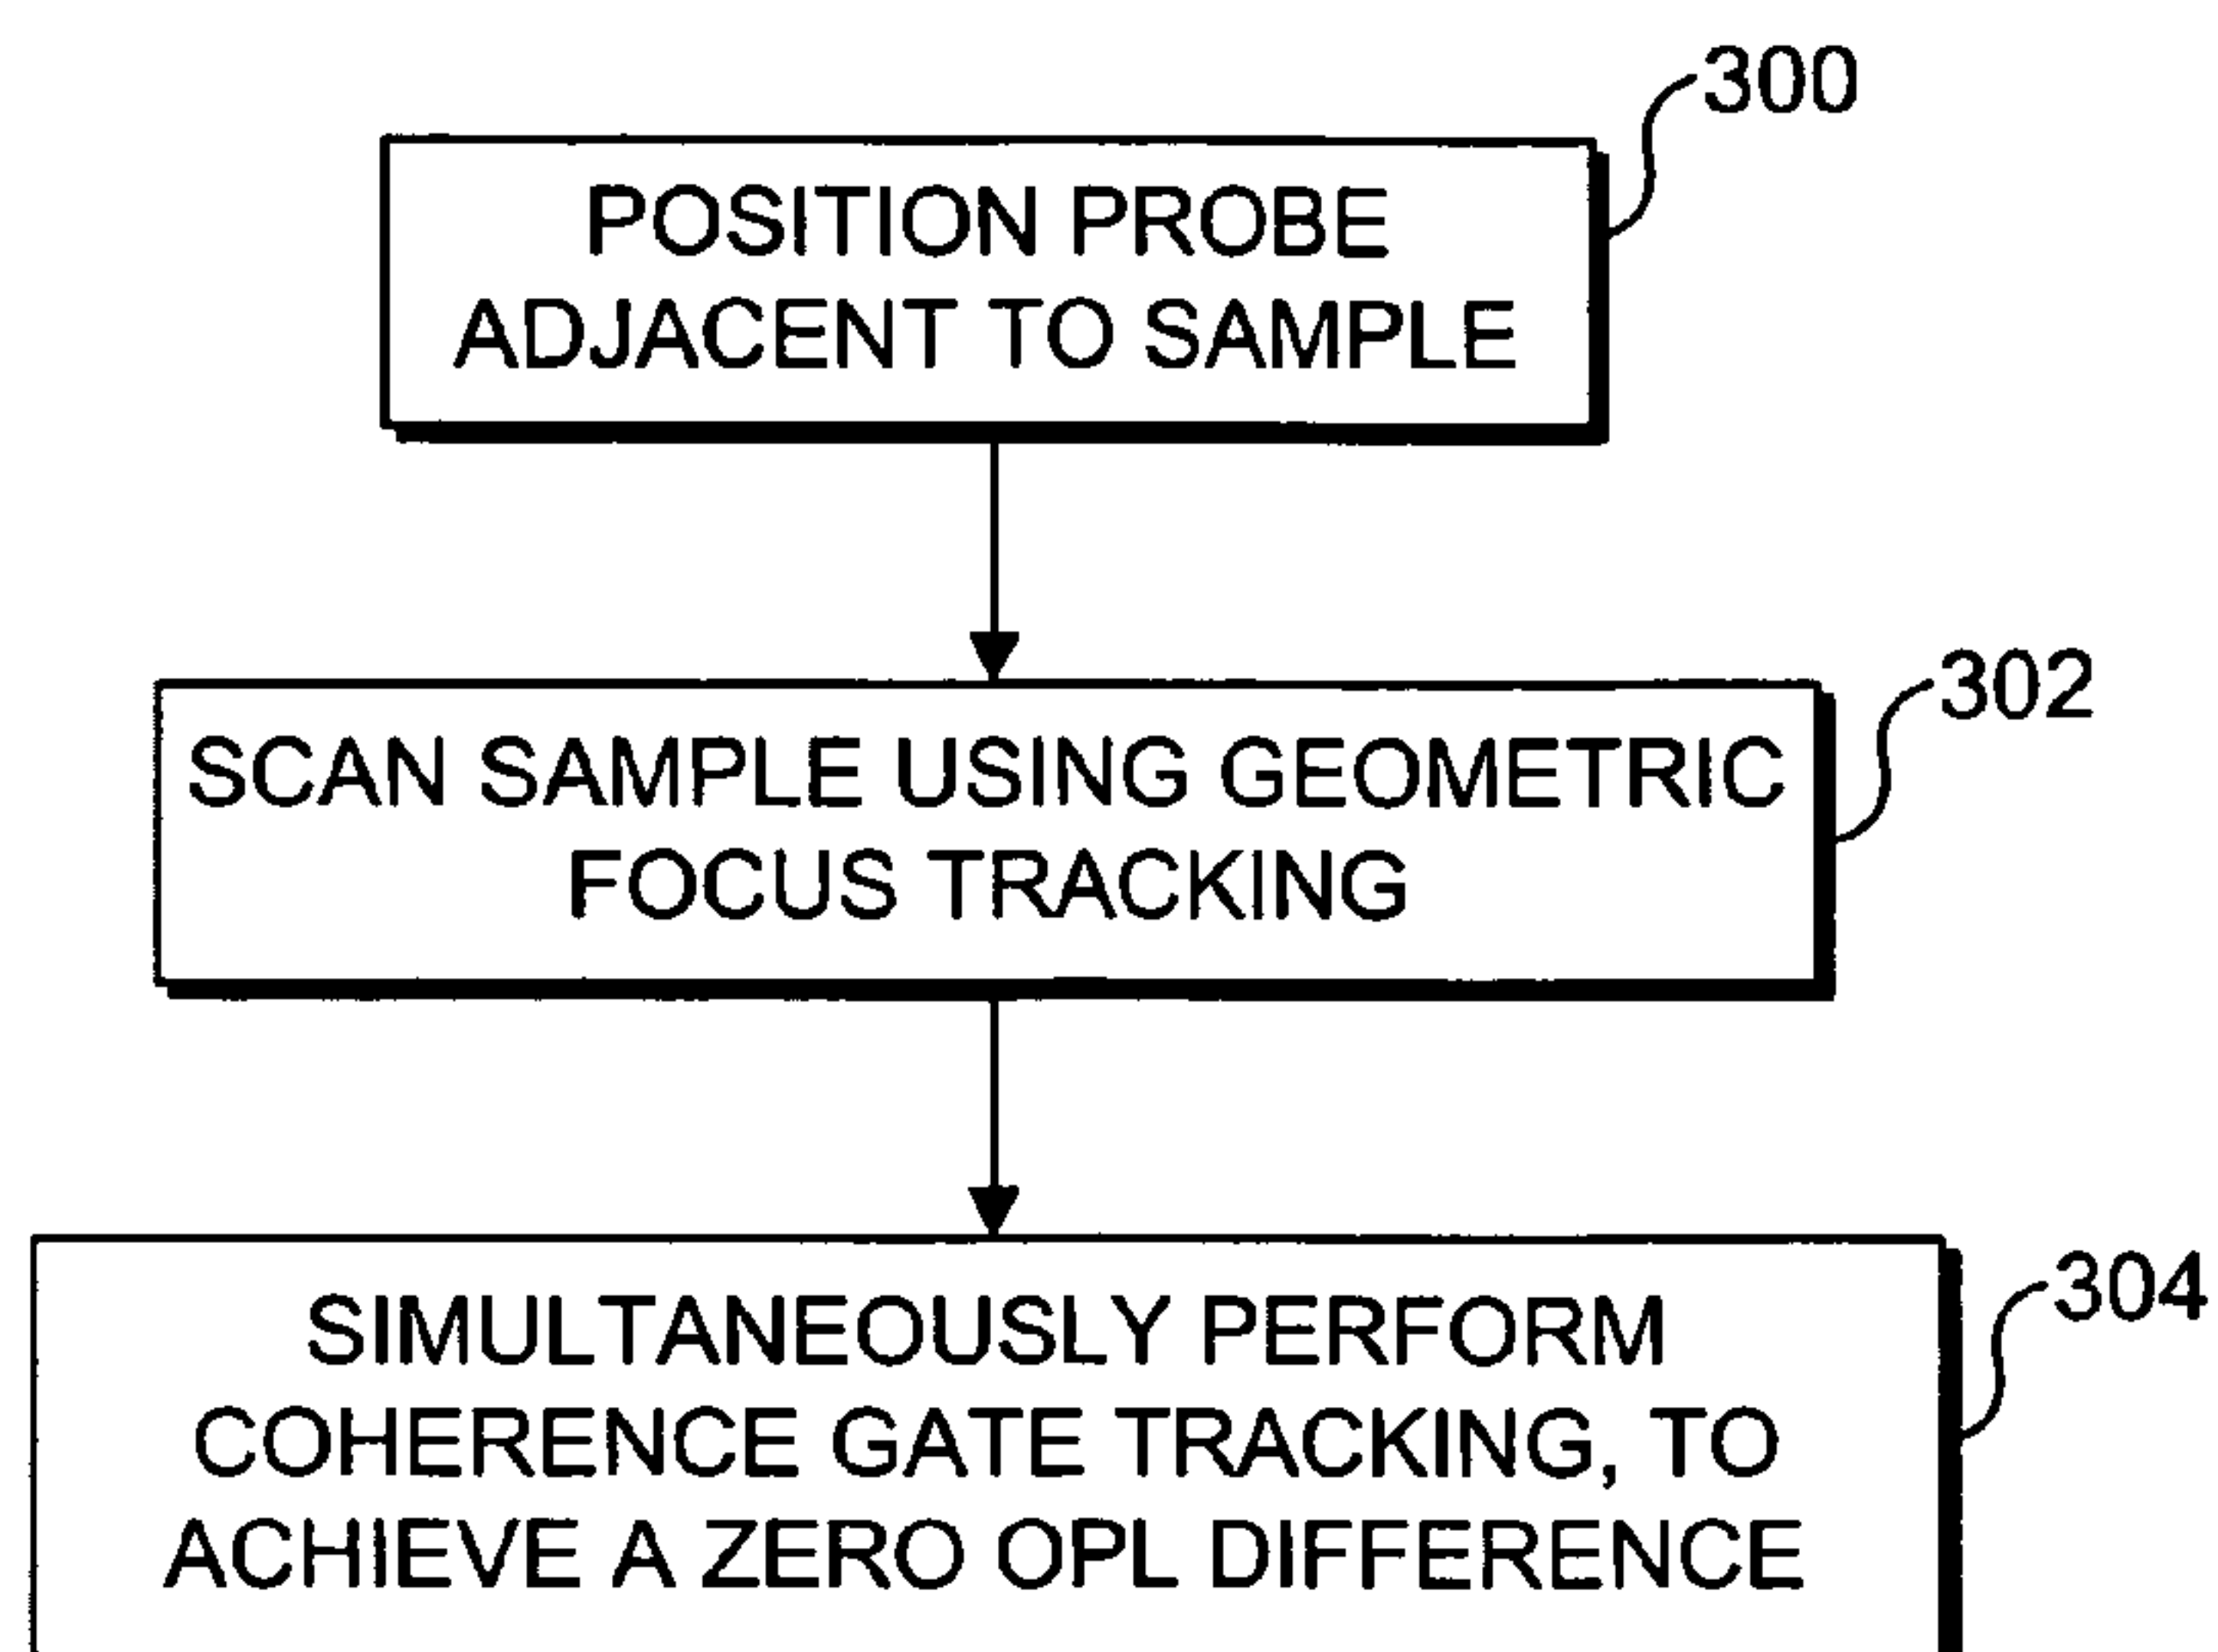 300
POSITION PROBE
ADJACENT TO SAMPLE
302
SCAN SAMPLE USING GEOMETRIC
FOCUS TRACKING
304
SIMULTANEOUSLY PERFORM
COHERENCE GATE TRACKING, TO
ACHIEVE A ZERO OPL DIFFERENCE